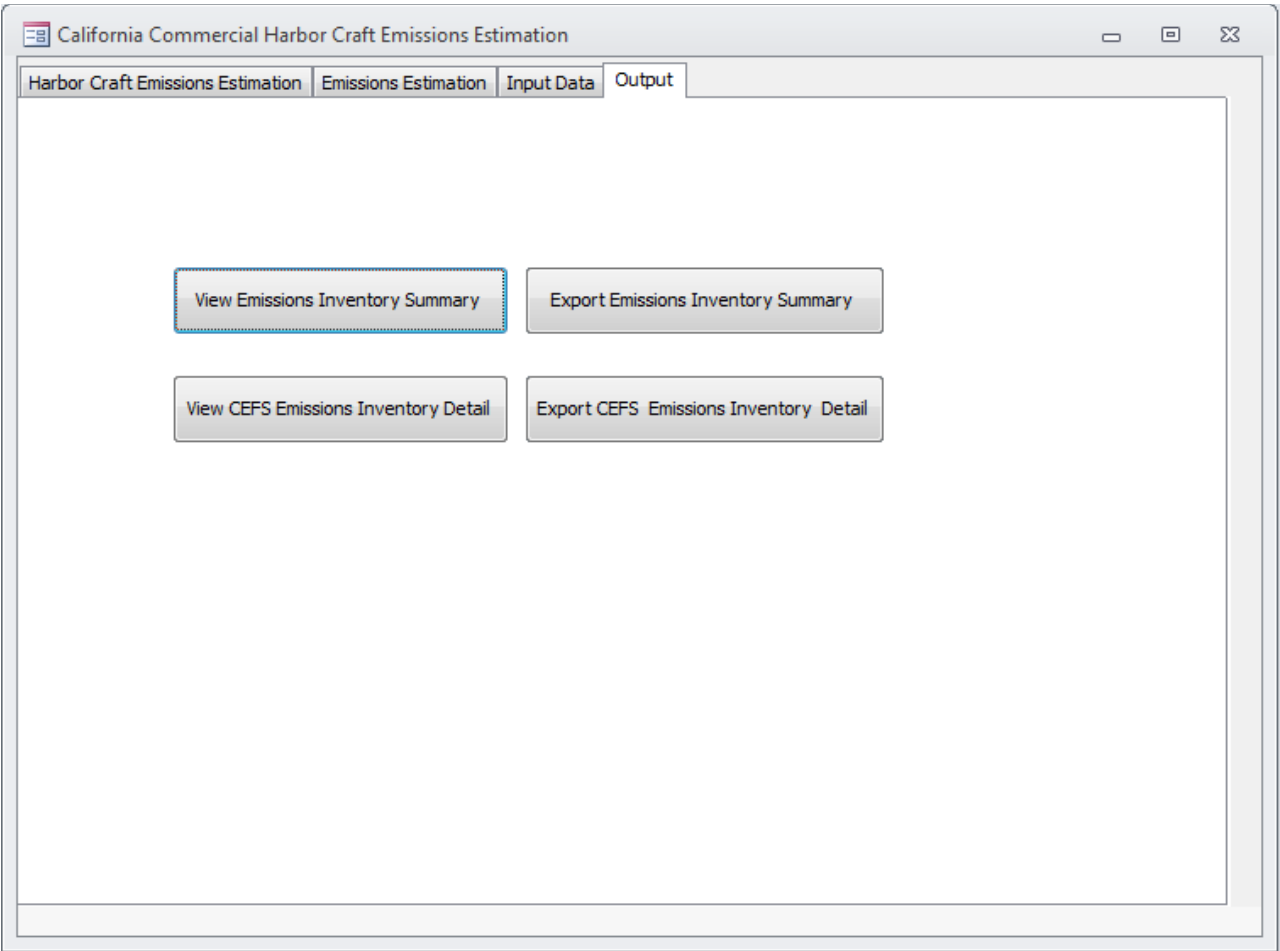 California Commercial Harbor Craft Emissions Estimation
Harbor Craft Emissions Estimation Emissions Estimation Input Data Output
View Emissions Inventory Summary Export Emissions Inventory Summary
View CEFS Emissions Inventory Detail Export CEFS  Emissions Inventory  Detail